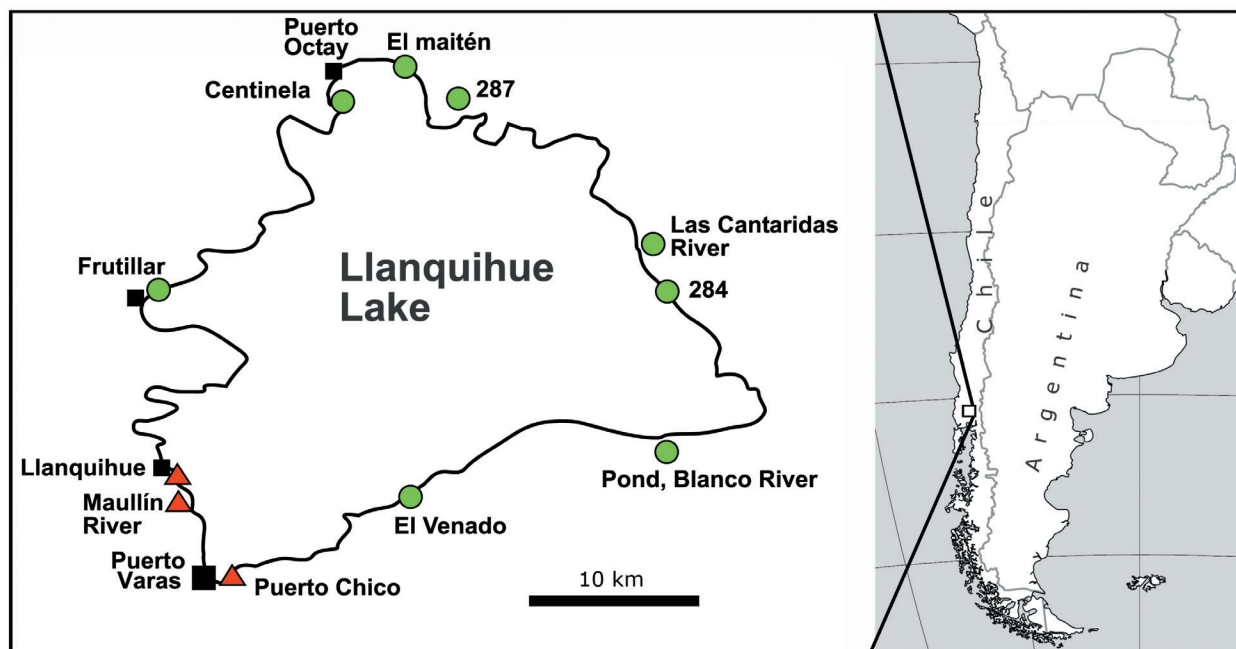 Puerto
Octay
El maitén
Centinela
287
Las Cantaridas
River
Frutillar
Llanquihue
Lake
284
Llanquihue
Maullín
River
Pond, Blanco River
El Venado
Puerto
Varas
Puerto Chico
10 km
Chile
Argentina